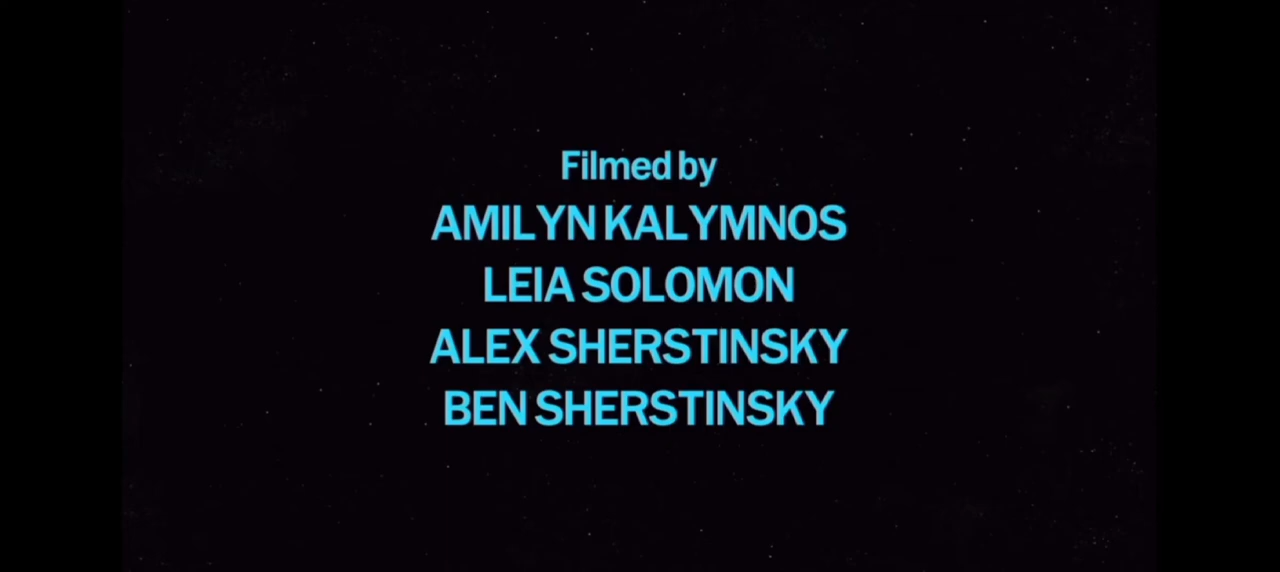 Filmed by
AMILYN KALYMNOS
LEIA SOLOMON
ALEX SHERSTINSKY
BEN SHERSTINSKY